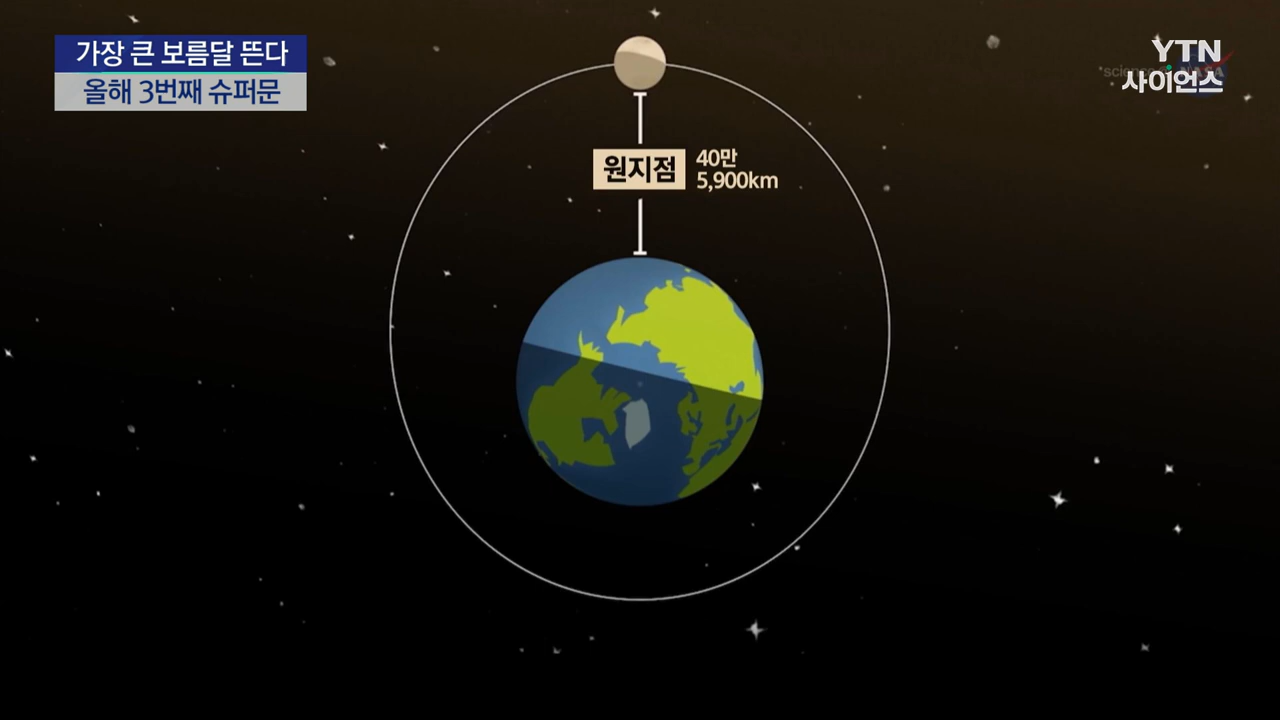 가장 큰 보름달 뜬다
올해 3번째 슈퍼문
YTN
사이언스
원지점
40만
5,900km